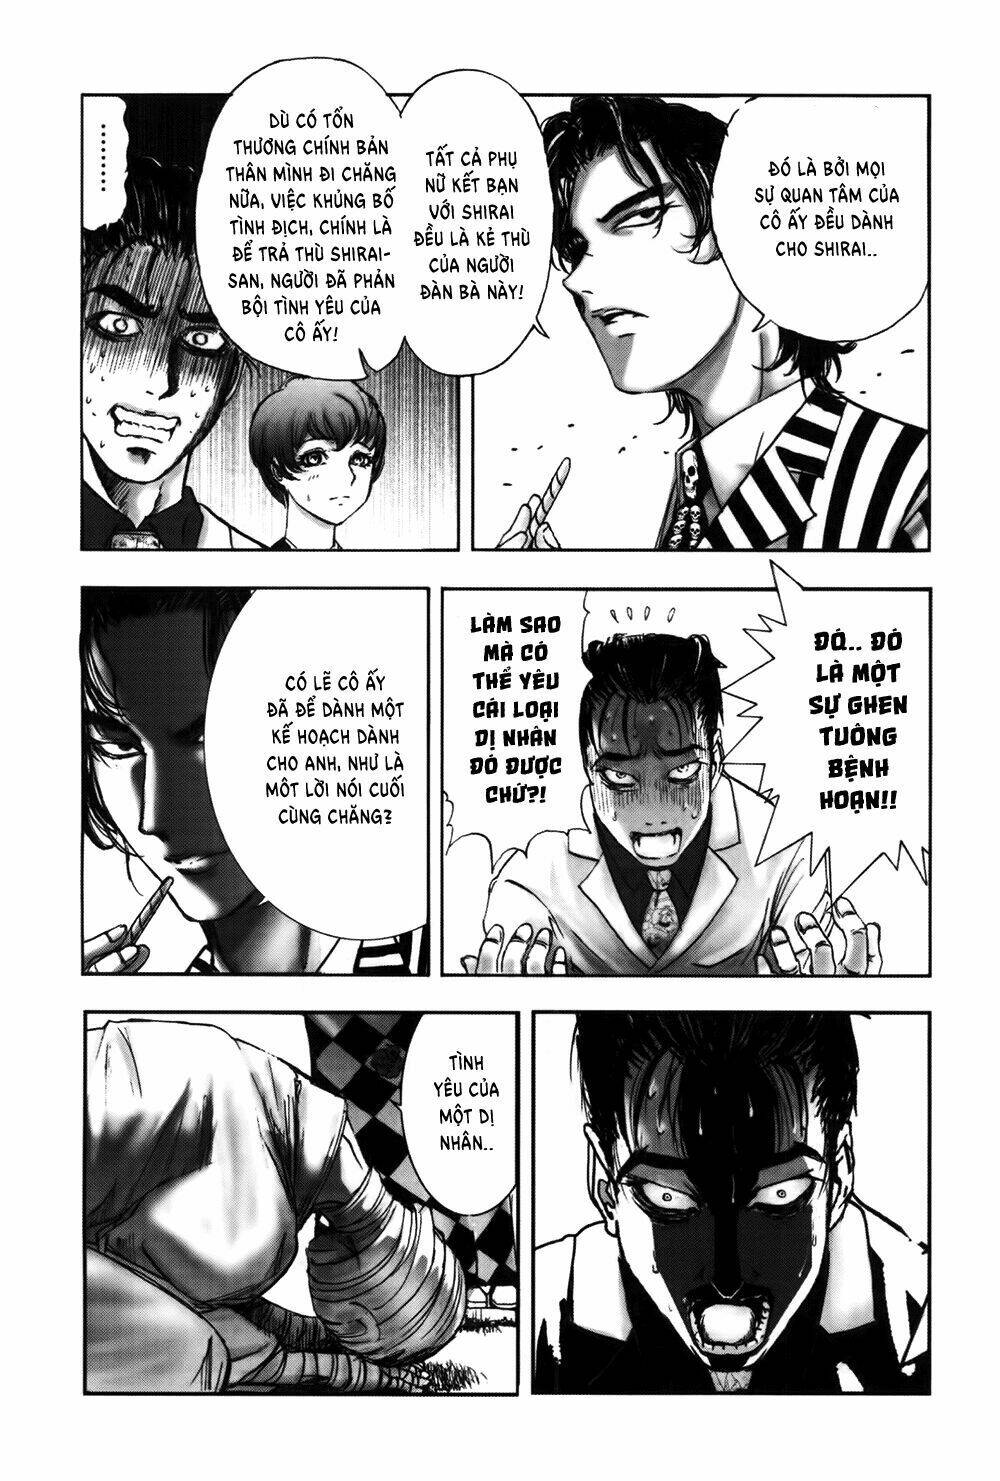 ĐÓ LÀ BỞI MỌI
SỰ QUAN TÂM CỦA
CÔ ẤY ĐỀU DÀNH
CHO SHIRAI..
TẤT CẢ PHỤ
NỮ KẾT BẠN
VỚI SHIRAI
ĐỀU LÀ KẺ THÙ
CỦA NGƯỜI
ĐÀN BÀ NÀY!
DÙ CÓ TỔN
THƯƠNG CHÍNH BẢN
THÂN MÌNH ĐI CHĂNG
NỮA, VIỆC KHỦNG BỐ
TÌNH ĐỊCH, CHÍNH LÀ
ĐỂ TRẢ THÙ SHIRAI-
SAN, NGƯỜI ĐÃ PHẢN
BỘI TÌNH YÊU CỦA
CÔ ẤY!
.........
ĐÓ.. ĐÓ
LÀ MỘT
SỰ GHEN
TUÔNG
BỆNH
HOẠN!!
LÀM SAO
MÀ CÓ
THỂ YÊU
CÁI LOẠI
DỊ NHÂN
ĐÓ ĐƯỢC
CHỨ?!
CÓ LẼ CÔ ẤY
ĐÃ ĐỂ DÀNH MỘT
KẾ HOẠCH DÀNH
CHO ANH, NHƯ LÀ
MÔT LỜI NÓI CUỐI
CÙNG CHĂNG?
TÌNH
YÊU CỦA
MỘT DỊ
NHÂN..